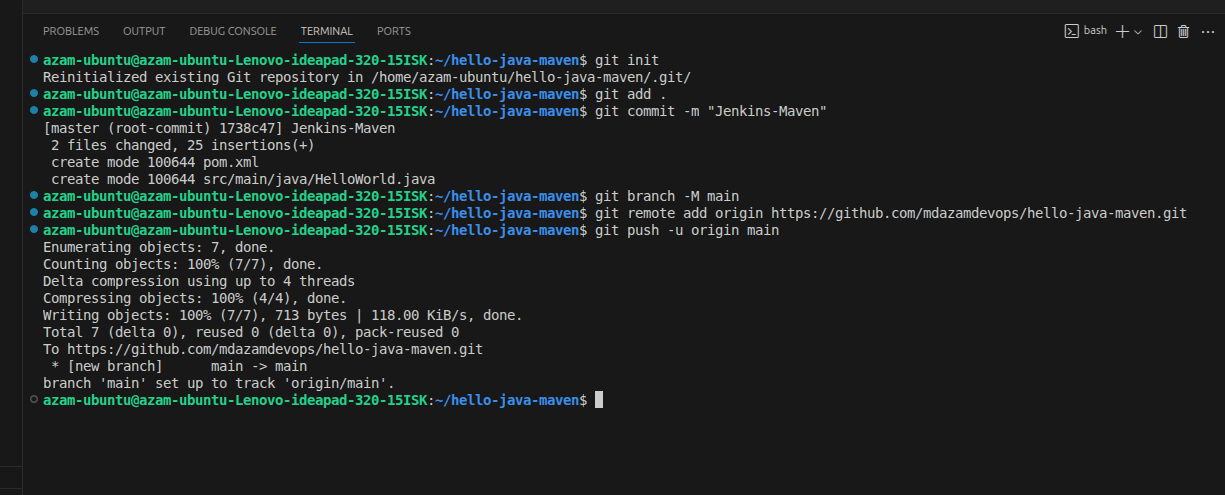 PROBLEMS OUTPUT DEBUG CONSOLE TERMINAL PORTS bash
azam-ubuntu@azam-ubuntu-Lenovo-ideapad-320-15ISK:~/hello-java-maven$ git init
Reinitialized existing Git repository in /home/azam-ubuntu/hello-java-maven/.git/
azam-ubuntu@azam-ubuntu-Lenovo-ideapad-320-15ISK:~/hello-java-maven$ git add .
azam-ubuntu@azam-ubuntu-Lenovo-ideapad-320-15ISK:~/hello-java-maven$ git commit -m "Jenkins-Maven"
[master (root-commit) 1738c47] Jenkins-Maven
 2 files changed, 25 insertions(+)
 create mode 100644 pom.xml
 create mode 100644 src/main/java/HelloWorld.java
azam-ubuntu@azam-ubuntu-Lenovo-ideapad-320-15ISK:~/hello-java-maven$ git branch -M main
azam-ubuntu@azam-ubuntu-Lenovo-ideapad-320-15ISK:~/hello-java-maven$ git remote add origin https://github.com/mdazamdevops/hello-java-maven.git
azam-ubuntu@azam-ubuntu-Lenovo-ideapad-320-15ISK:~/hello-java-maven$ git push -u origin main
Enumerating objects: 7, done.
Counting objects: 100% (7/7), done.
Delta compression using up to 4 threads
Compressing objects: 100% (4/4), done.
Writing objects: 100% (7/7), 713 bytes | 118.00 KiB/s, done.
Total 7 (delta 0), reused 0 (delta 0), pack-reused 0
To https://github.com/mdazamdevops/hello-java-maven.git
 * [new branch]      main -> main
branch 'main' set up to track 'origin/main'.
azam-ubuntu@azam-ubuntu-Lenovo-ideapad-320-15ISK:~/hello-java-maven$